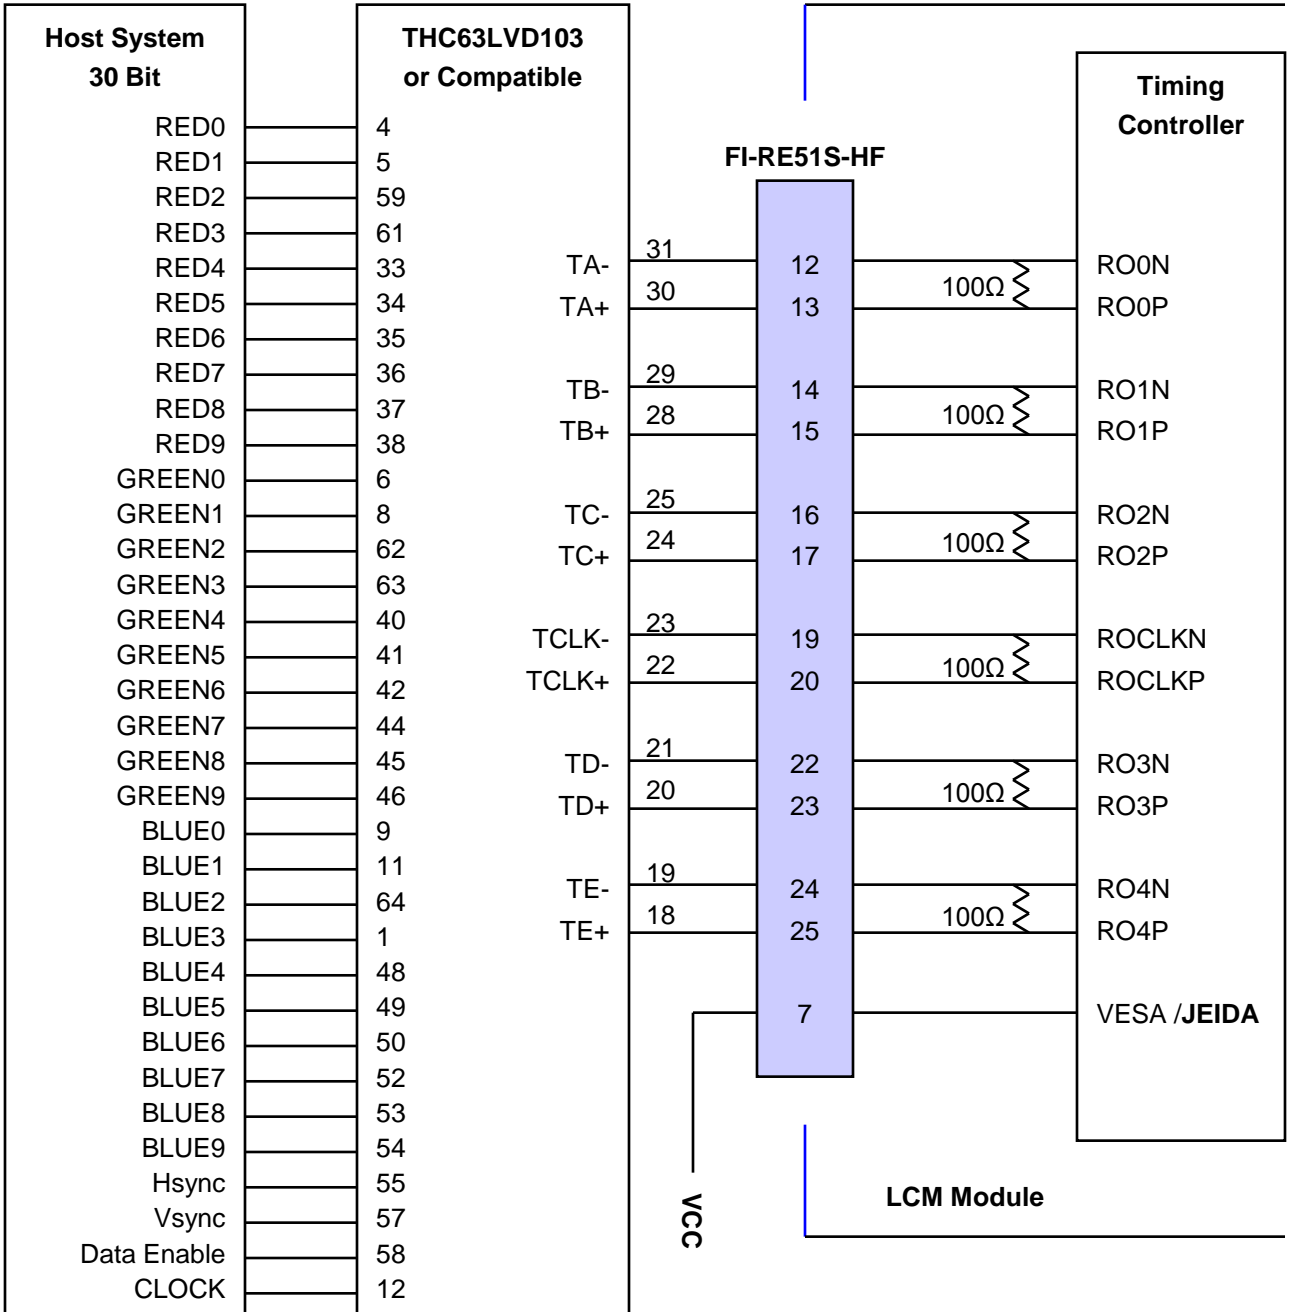 Host System
30 Bit
RED0
RED1
RED2
RED3
RED4
RED5
RED6
RED7
RED8
RED9
GREEN0
GREEN1
GREEN2
GREEN3
GREEN4
GREEN5
GREEN6
GREEN7
GREEN8
GREEN9
BLUE0
BLUE1
BLUE2
BLUE3
BLUE4
BLUE5
BLUE6
BLUE7
BLUE8
BLUE9
Hsync
Vsync
Data Enable
CLOCK
THC63LVD103
or Compatible
4
5
59
61
33
34
35
36
37
38
6
8
62
63
40
41
42
44
45
46
9
11
64
1
48
49
50
52
53
54
55
57
58
12
TA-
TA+
TB-
TB+
TC-
TC+
TCLK-
TCLK+
TD-
TD+
TE-
TE+
31
30
29
28
25
24
23
22
21
20
19
18
FI-RE51S-HF
12
13
14
15
16
17
19
20
22
23
24
25
7
VCC
100Ω
100Ω
100Ω
100Ω
100Ω
100Ω
Timing
Controller
RO0N
RO0P
RO1N
RO1P
RO2N
RO2P
ROCLKN
ROCLKP
RO3N
RO3P
RO4N
RO4P
VESA /JEIDA
LCM Module